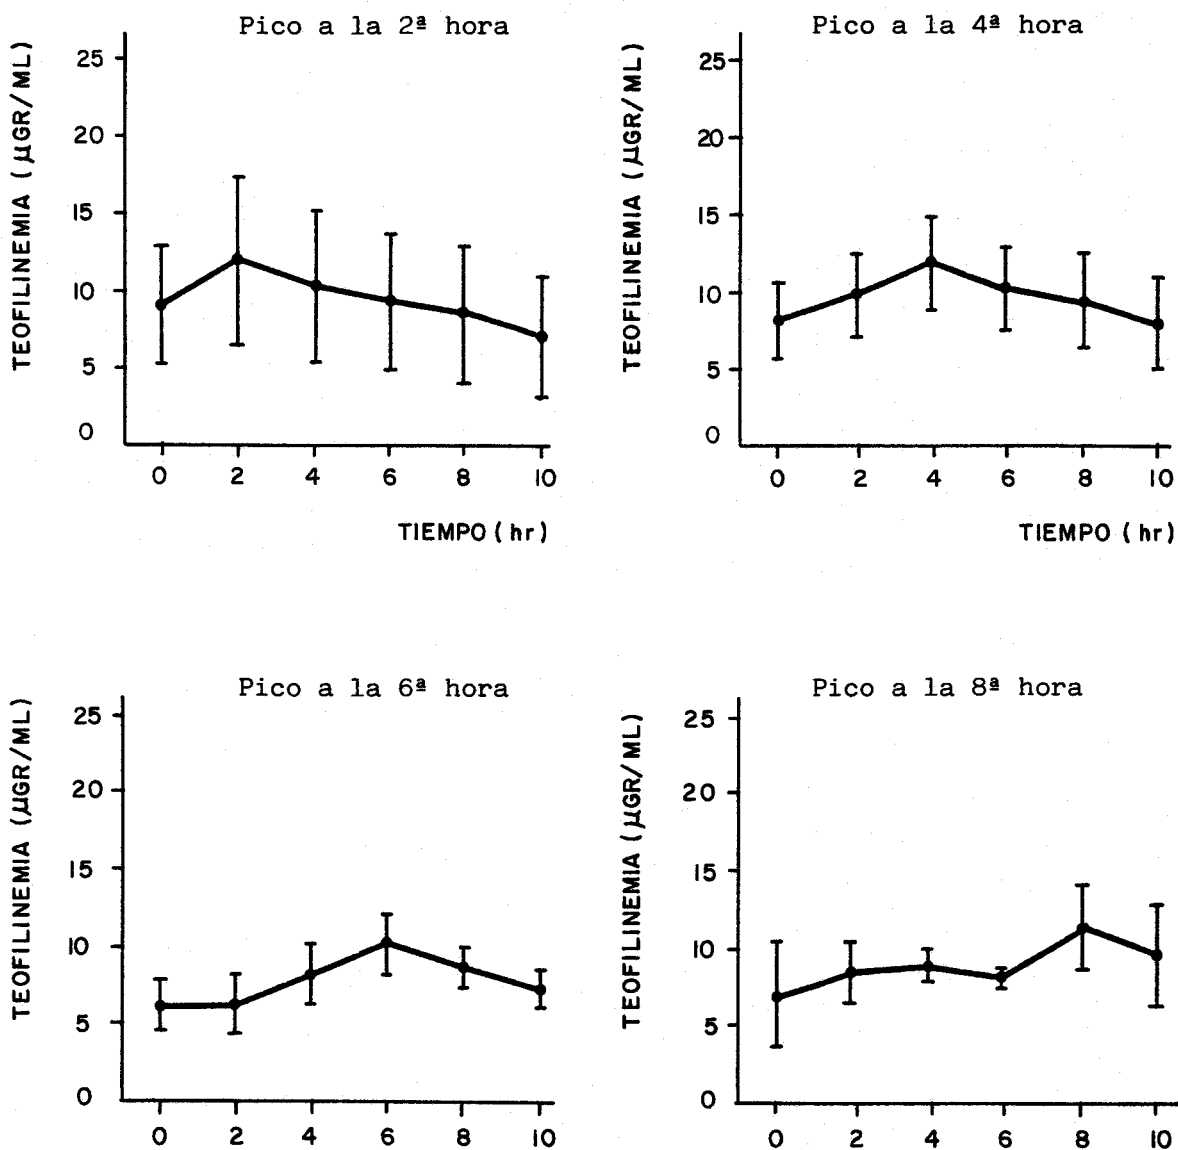 Pico a la 2ª hora
TEOFILINEMIA (μGR/ML)
25
20
15
10
5
0
0 2 4 6 8 10
TIEMPO (hr)
Pico a la 4ª hora
TEOFILINEMIA (μGR/ML)
25
20
15
10
5
0
0 2 4 6 8 10
TIEMPO (hr)
Pico a la 6ª hora
TEOFILINEMIA (μGR/ML)
25
20
15
10
5
0
0 2 4 6 8 10
Pico a la 8ª hora
TEOFILINEMIA (μGR/ML)
25
20
15
10
5
0
0 2 4 6 8 10